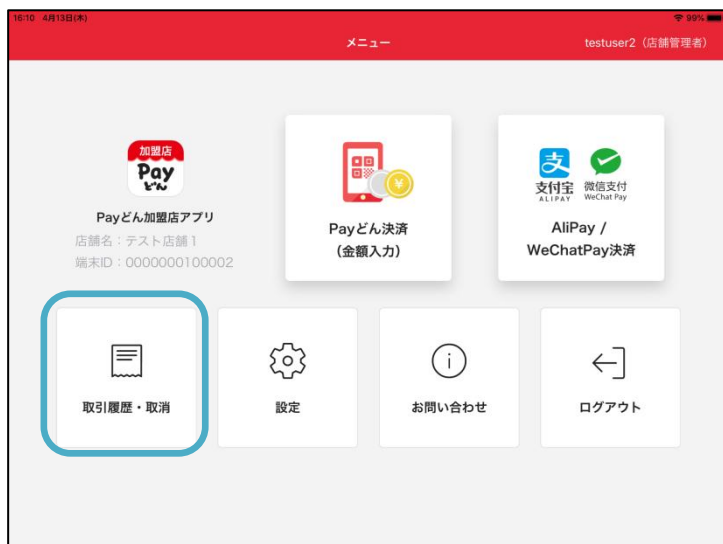 16:10 4月13日(木)
99%
メニュー
testuser2（店舗管理者）
加盟店
Pay
どん
Payどん加盟店アプリ
店舗名：テスト店舗1
端末ID：0000000100002
Payどん決済
（金額入力）
支
支付宝
ALIPAY
微信支付
WeChat Pay
AliPay /
WeChatPay決済
取引履歴・取消
設定
お問い合わせ
ログアウト